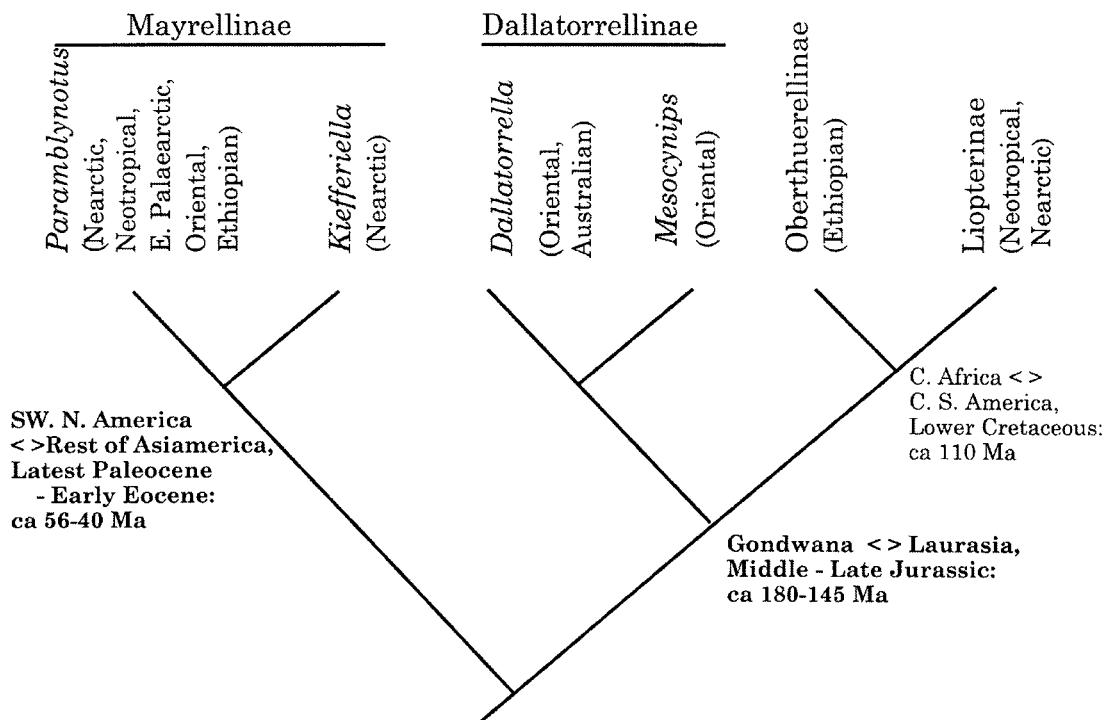 Mayrellinae
Dallatorrellinae
Paramblynotus
(Nearctic,
Neotropical,
E. Palaearctic,
Oriental,
Ethiopian)
Kiefferiella
(Nearctic)
Dallatorrella
(Oriental,
Australian)
Mesocynips
(Oriental)
Oberthuerellinae
(Ethiopian)
Liopterinae
(Neotropical,
Nearctic)
C. Africa < >
C. S. America,
Lower Cretaceous:
ca 110 Ma
SW. N. America
< >Rest of Asiamerica,
Latest Paleocene
- Early Eocene:
ca 56-40 Ma
Gondwana < > Laurasia,
Middle - Late Jurassic:
ca 180-145 Ma